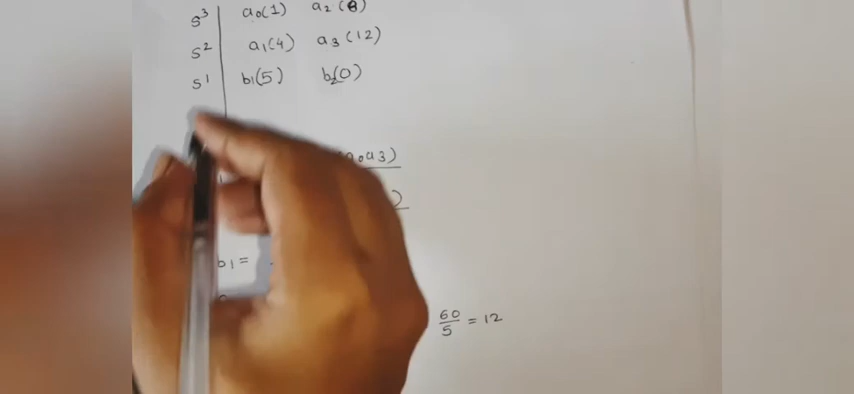 s³ a₀(1) a₂(8)
s² a₁(4) a₃(12)
s¹ b₁(5) b₂(0)
a₀a₃)
)
b₁ =
60/5 = 12